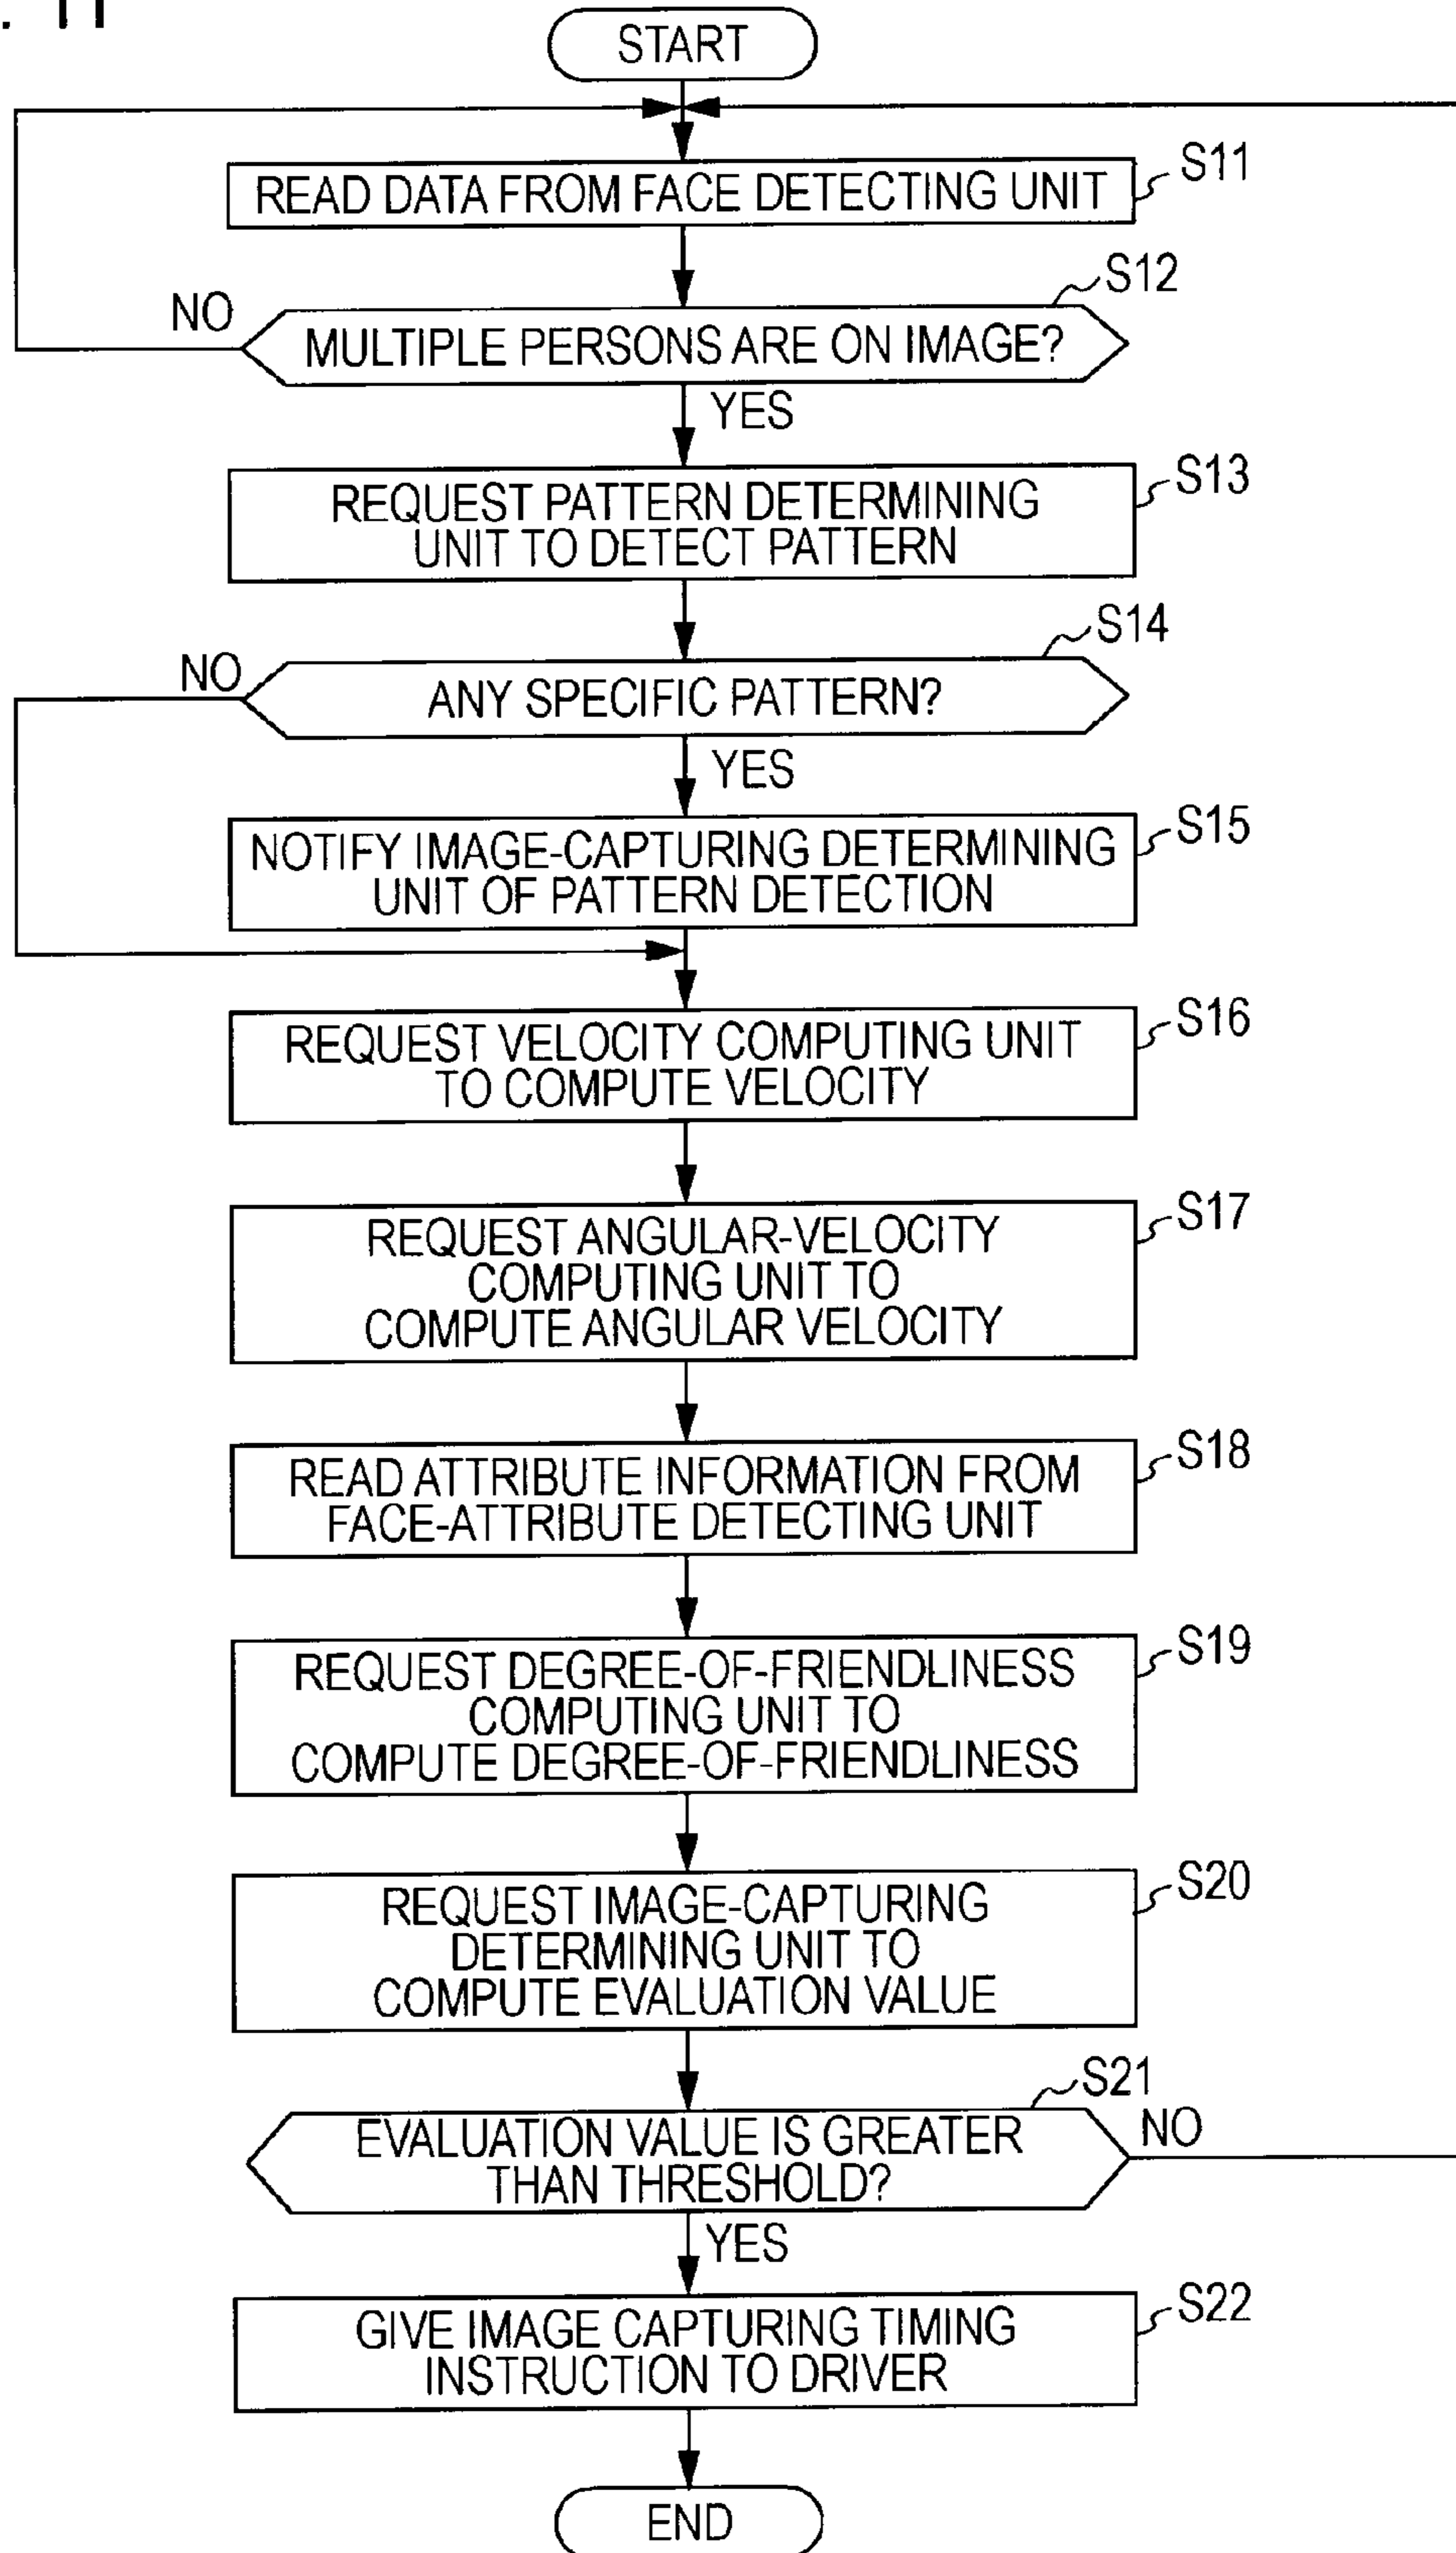 . 11
START
S11
READ DATA FROM FACE DETECTING UNIT
S12
NO
MULTIPLE PERSONS ARE ON IMAGE?
YES
S13
REQUEST PATTERN DETERMINING
UNIT TO DETECT PATTERN
S14
NO
ANY SPECIFIC PATTERN?
YES
S15
NOTIFY IMAGE-CAPTURING DETERMINING
UNIT OF PATTERN DETECTION
S16
REQUEST VELOCITY COMPUTING UNIT
TO COMPUTE VELOCITY
S17
REQUEST ANGULAR-VELOCITY
COMPUTING UNIT TO
COMPUTE ANGULAR VELOCITY
S18
READ ATTRIBUTE INFORMATION FROM
FACE-ATTRIBUTE DETECTING UNIT
S19
REQUEST DEGREE-OF-FRIENDLINESS
COMPUTING UNIT TO
COMPUTE DEGREE-OF-FRIENDLINESS
S20
REQUEST IMAGE-CAPTURING
DETERMINING UNIT TO
COMPUTE EVALUATION VALUE
S21
EVALUATION VALUE IS GREATER
THAN THRESHOLD?
NO
YES
S22
GIVE IMAGE CAPTURING TIMING
INSTRUCTION TO DRIVER
END